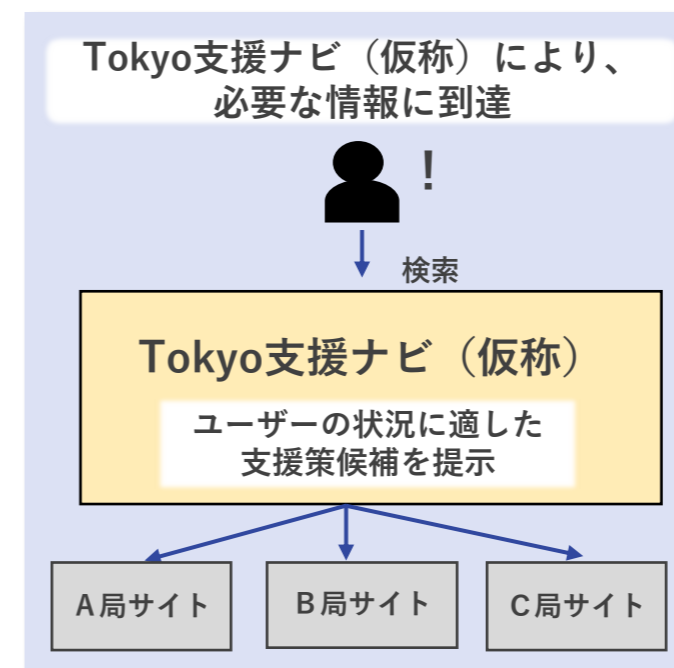 Tokyo支援ナビ（仮称）により、
必要な情報に到達
！
検索
Tokyo支援ナビ（仮称）
ユーザーの状況に適した
支援策候補を提示
Ａ局サイト
Ｂ局サイト
Ｃ局サイト